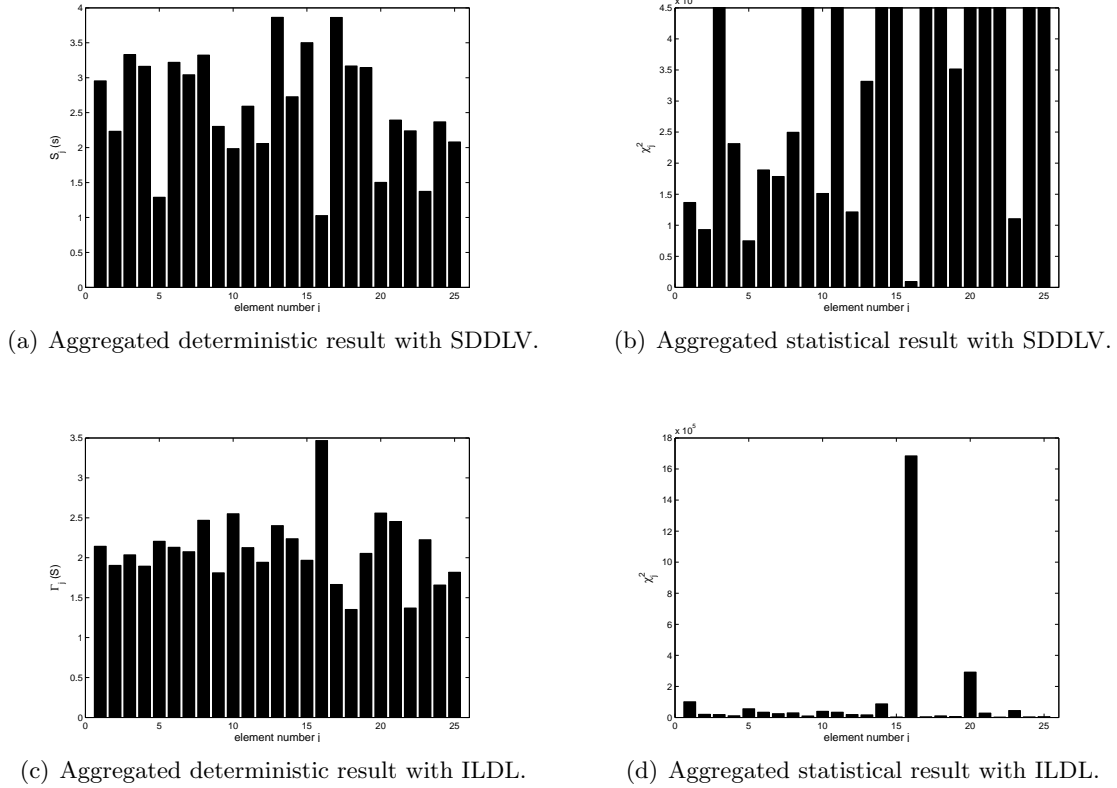 4
3.5
3
2.5
2
1.5
1
0.5
0
0 5 10 15 20 25
S_j (s)
element number j
(a) Aggregated deterministic result with SDDLV.
4.5
4
3.5
3
2.5
2
1.5
1
0.5
0
0 5 10 15 20 25
χ_j^2
element number j
(b) Aggregated statistical result with SDDLV.
3.5
3
2.5
2
1.5
1
0.5
0
0 5 10 15 20 25
Γ_j (S)
element number j
(c) Aggregated deterministic result with ILDL.
x 10^5
18
16
14
12
10
8
6
4
2
0
0 5 10 15 20 25
χ_j^2
element number j
(d) Aggregated statistical result with ILDL.